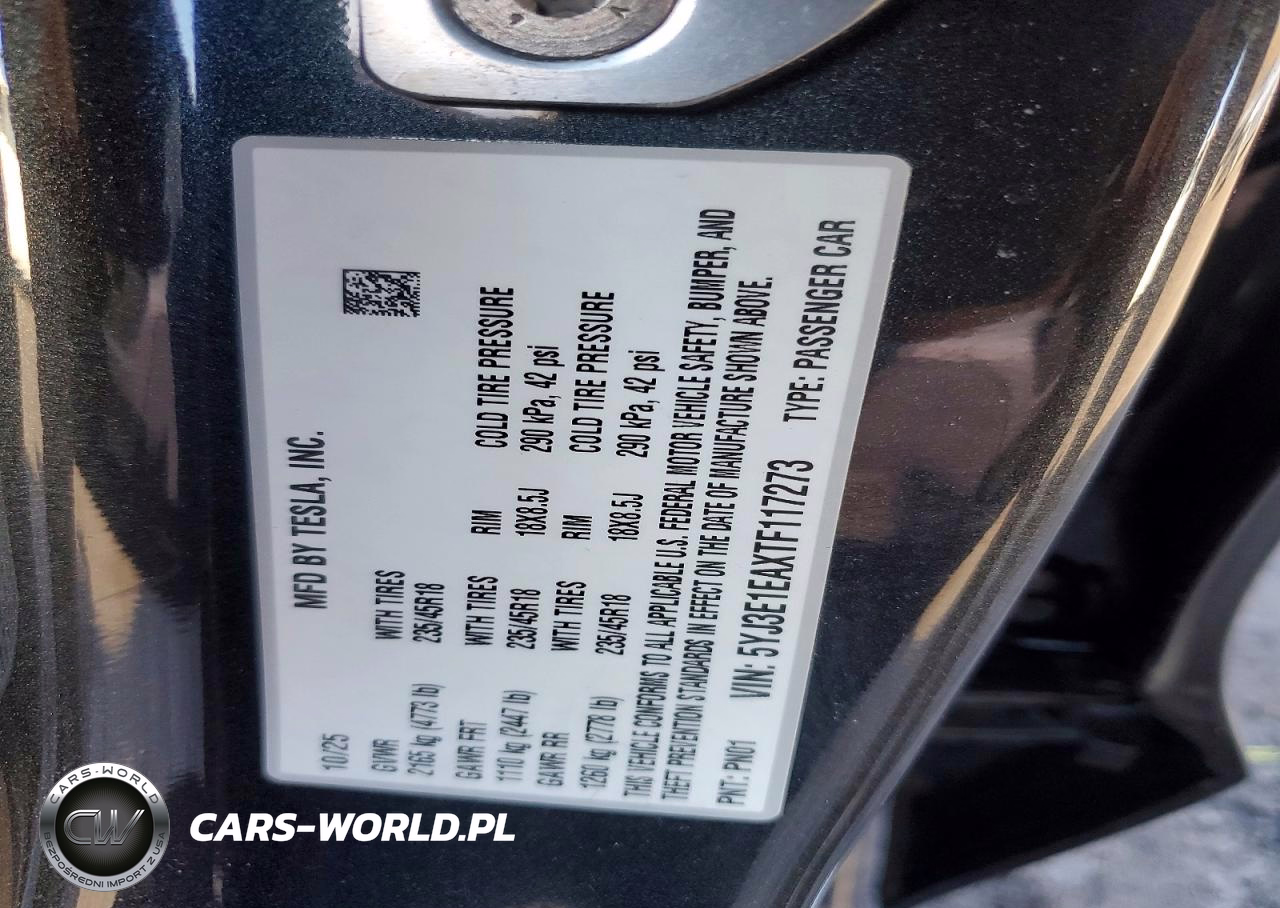 MFD BY TESLA, INC.
10/25
GVWR
WITH TIRES
2165 kg (4773 lb)
235/45R18
GAWR FRT
WITH TIRES
RIM
COLD TIRE PRESSURE
1110 kg (2447 lb)
235/45R18
18X8.5J
290 kPa, 42 psi
GAWR RR
WITH TIRES
RIM
COLD TIRE PRESSURE
1260 kg (2778 lb)
235/45R18
18X8.5J
290 kPa, 42 psi
THIS VEHICLE CONFORMS TO ALL APPLICABLE U.S. FEDERAL MOTOR VEHICLE SAFETY, BUMPER, AND
THEFT PREVENTION STANDARDS IN EFFECT ON THE DATE OF MANUFACTURE SHOWN ABOVE.
PNT: PN01
VIN: 5YJ3E1EAXTF117273
TYPE: PASSENGER CAR
CARS-WORLD
CW
BEZPOŚREDNI IMPORT Z USA
CARS-WORLD.PL